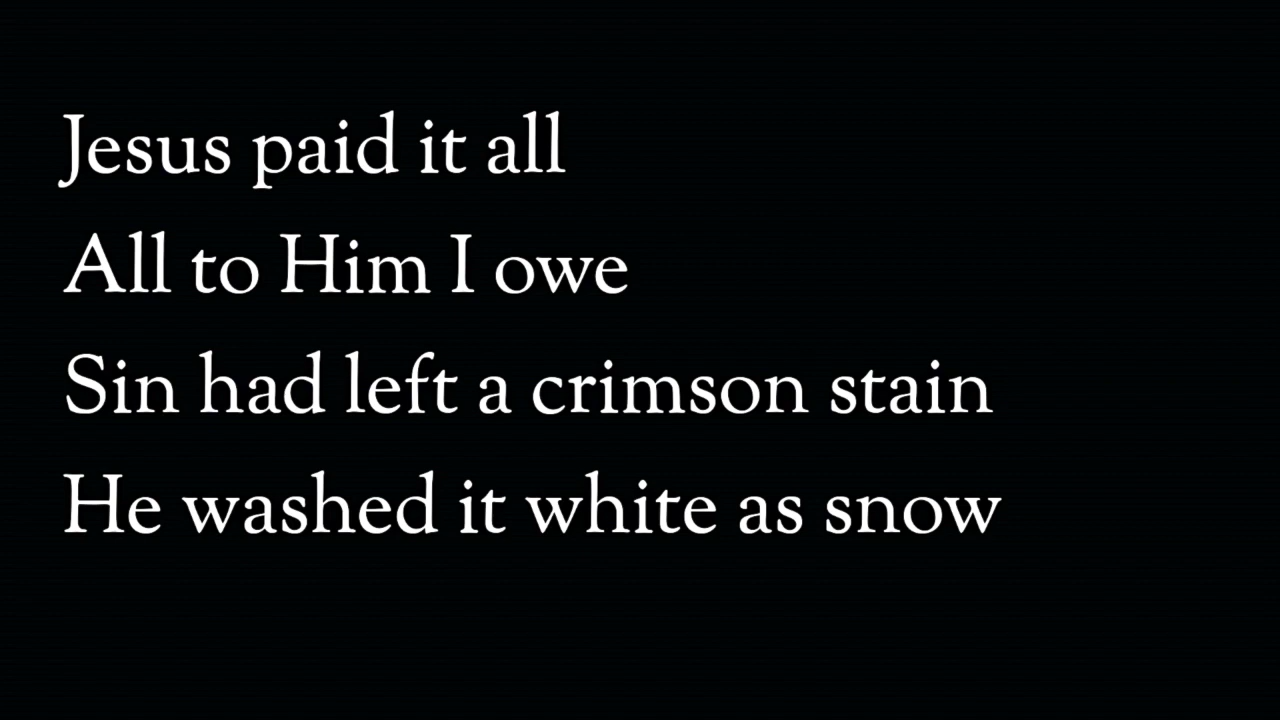 Jesus paid it all
All to Him I owe
Sin had left a crimson stain
He washed it white as snow